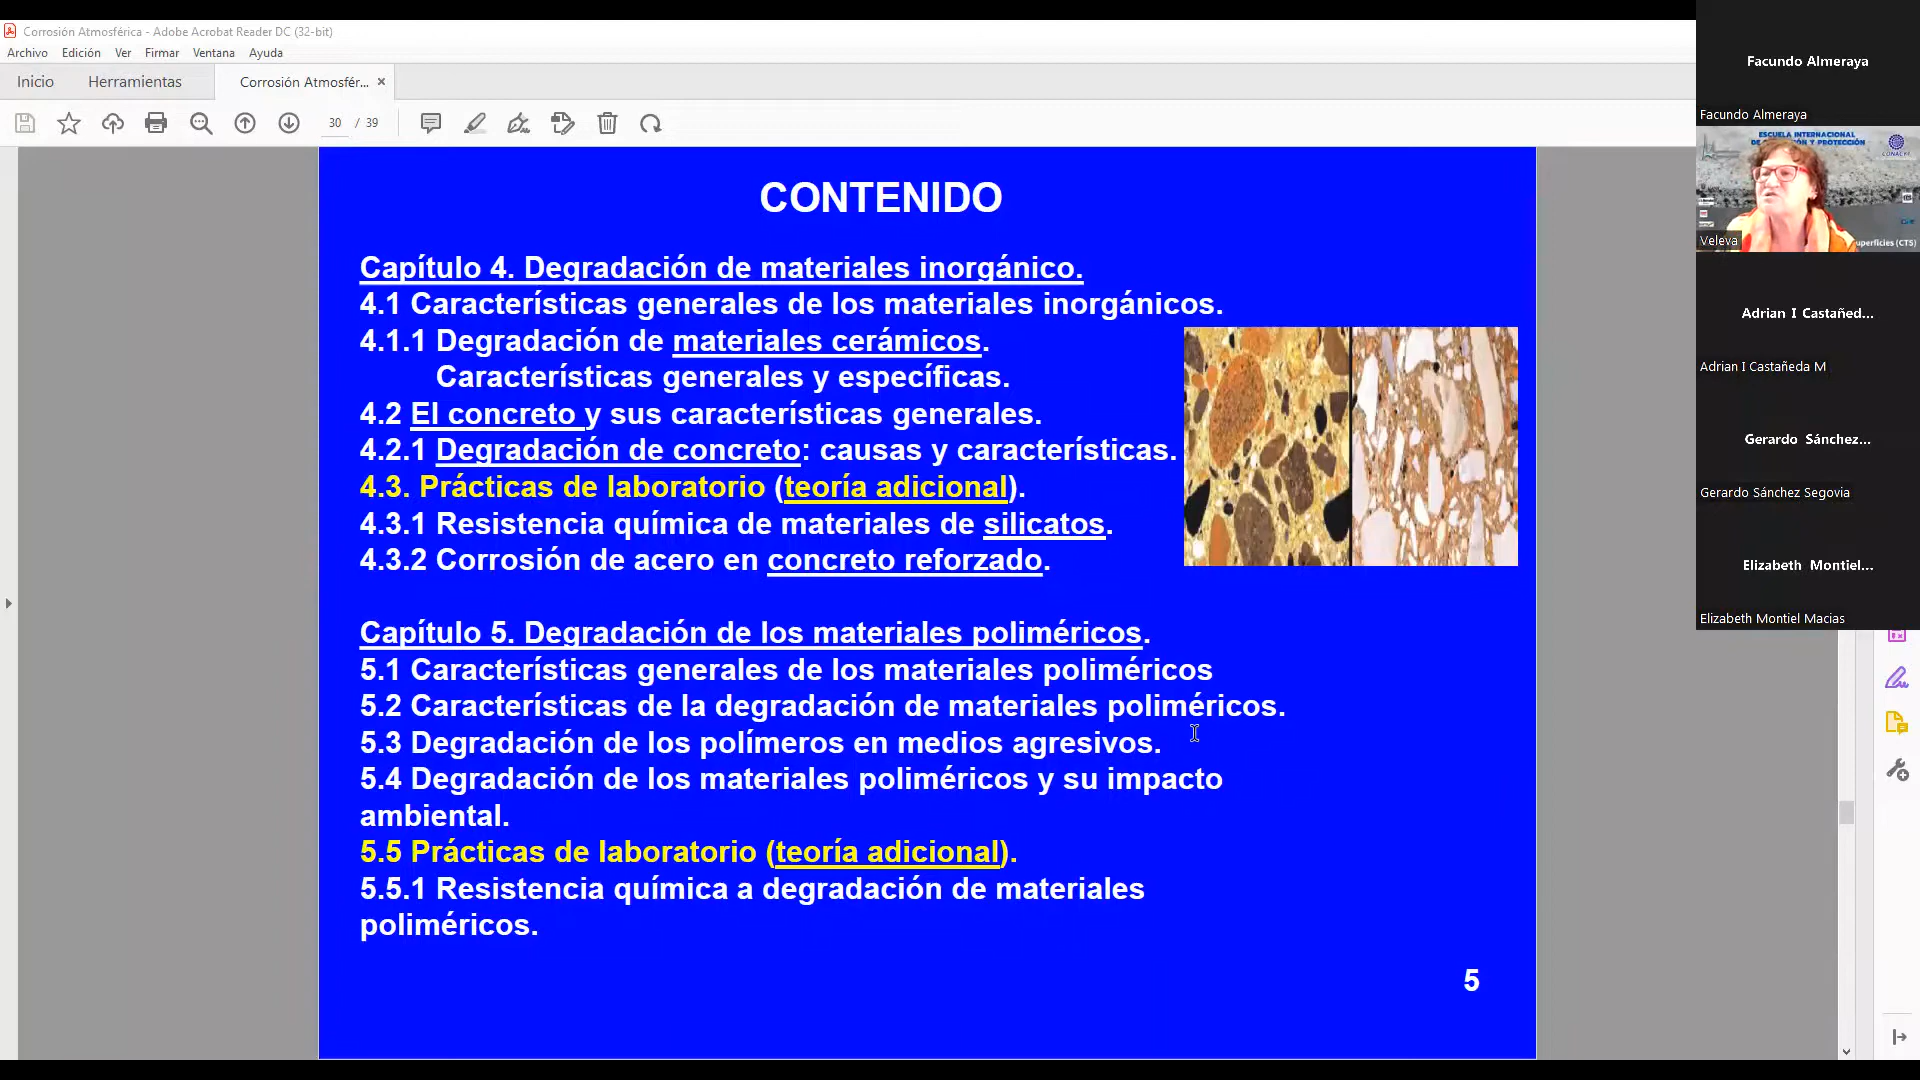 Corrosión Atmosférica - Adobe Acrobat Reader DC (32-bit)
Archivo Edición Ver Firmar Ventana Ayuda
Inicio Herramientas Corrosión Atmosfér... ×
30 / 39
CONTENIDO
Capítulo 4. Degradación de materiales inorgánico.
4.1 Características generales de los materiales inorgánicos.
4.1.1 Degradación de materiales cerámicos.
Características generales y específicas.
4.2 El concreto y sus características generales.
4.2.1 Degradación de concreto: causas y características.
4.3. Prácticas de laboratorio (teoría adicional).
4.3.1 Resistencia química de materiales de silicatos.
4.3.2 Corrosión de acero en concreto reforzado.
Capítulo 5. Degradación de los materiales poliméricos.
5.1 Características generales de los materiales poliméricos
5.2 Características de la degradación de materiales poliméricos.
5.3 Degradación de los polímeros en medios agresivos.
5.4 Degradación de los materiales poliméricos y su impacto
ambiental.
5.5 Prácticas de laboratorio (teoría adicional).
5.5.1 Resistencia química a degradación de materiales
poliméricos.
5
Facundo Almeraya
Facundo Almeraya
ESCUELA INTERNACIONAL
Y PROTECCIÓN
Veleva
uperficies (CTS)
Adrian I Castañed...
Adrian I Castañeda M
Gerardo Sánchez...
Gerardo Sánchez Segovia
Elizabeth Montiel...
Elizabeth Montiel Macias